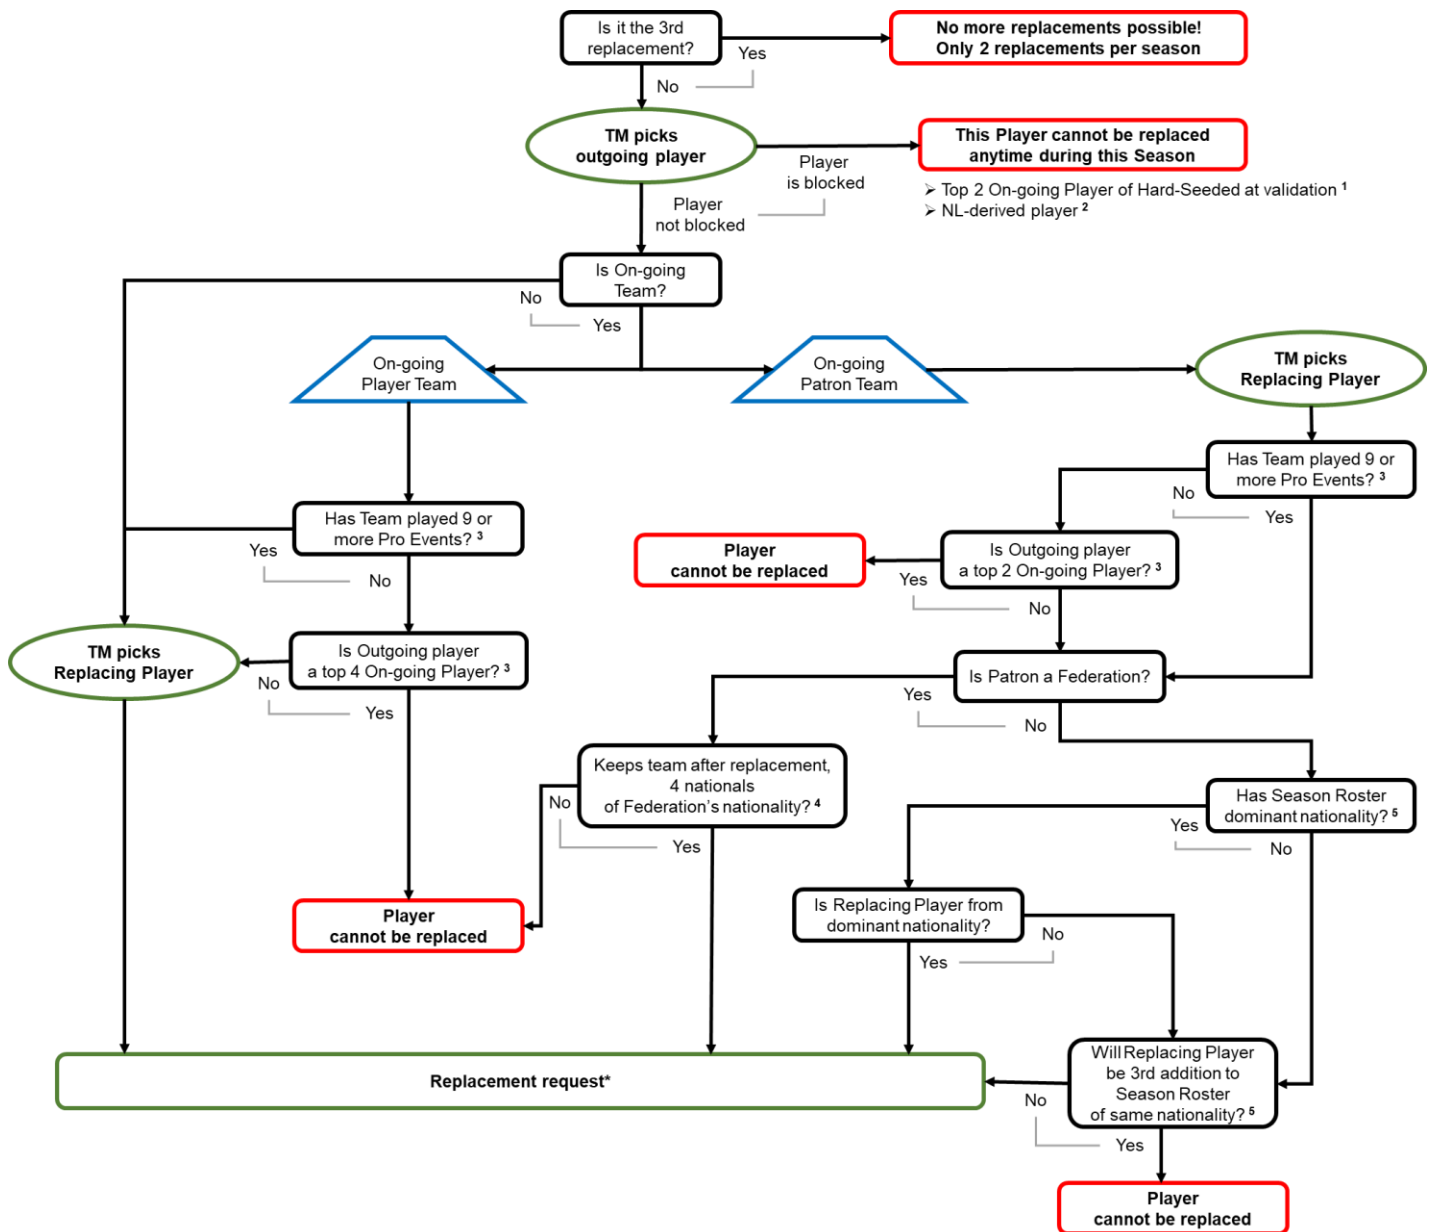 Is it the 3rd
replacement?
Yes
No
No more replacements possible!
Only 2 replacements per season
TM picks
outgoing player
Player
is blocked
Player
not blocked
This Player cannot be replaced
anytime during this Season
➢ Top 2 On-going Player of Hard-Seeded at validation ¹
➢ NL-derived player ²
Is On-going
Team?
No
Yes
On-going
Player Team
On-going
Patron Team
TM picks
Replacing Player
Has Team played 9 or
more Pro Events? ³
No
Yes
Has Team played 9 or
more Pro Events? ³
Yes
No
Is Outgoing player
a top 2 On-going Player? ³
Yes
No
Player
cannot be replaced
TM picks
Replacing Player
Is Outgoing player
a top 4 On-going Player? ³
No
Yes
Is Patron a Federation?
Yes
No
Keeps team after replacement,
4 nationals
of Federation's nationality? ⁴
No
Yes
Has Season Roster
dominant nationality? ⁵
Yes
No
Player
cannot be replaced
Is Replacing Player from
dominant nationality?
No
Yes
Will Replacing Player
be 3rd addition to
Season Roster
of same nationality? ⁵
No
Yes
Replacement request*
Player
cannot be replaced